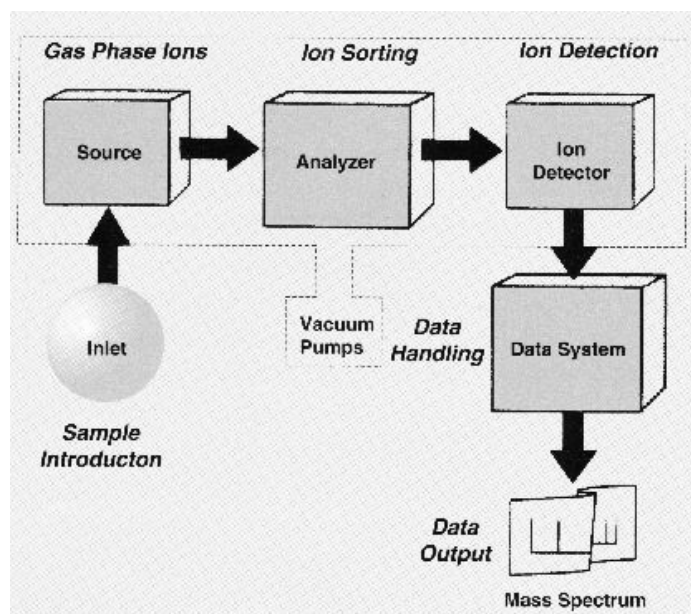 Gas Phase Ions
Ion Sorting
Ion Detection
Source
Analyzer
Ion
Detector
Inlet
Vacuum
Pumps
Data
Handling
Data System
Sample
Introducton
Data
Output
Mass Spectrum